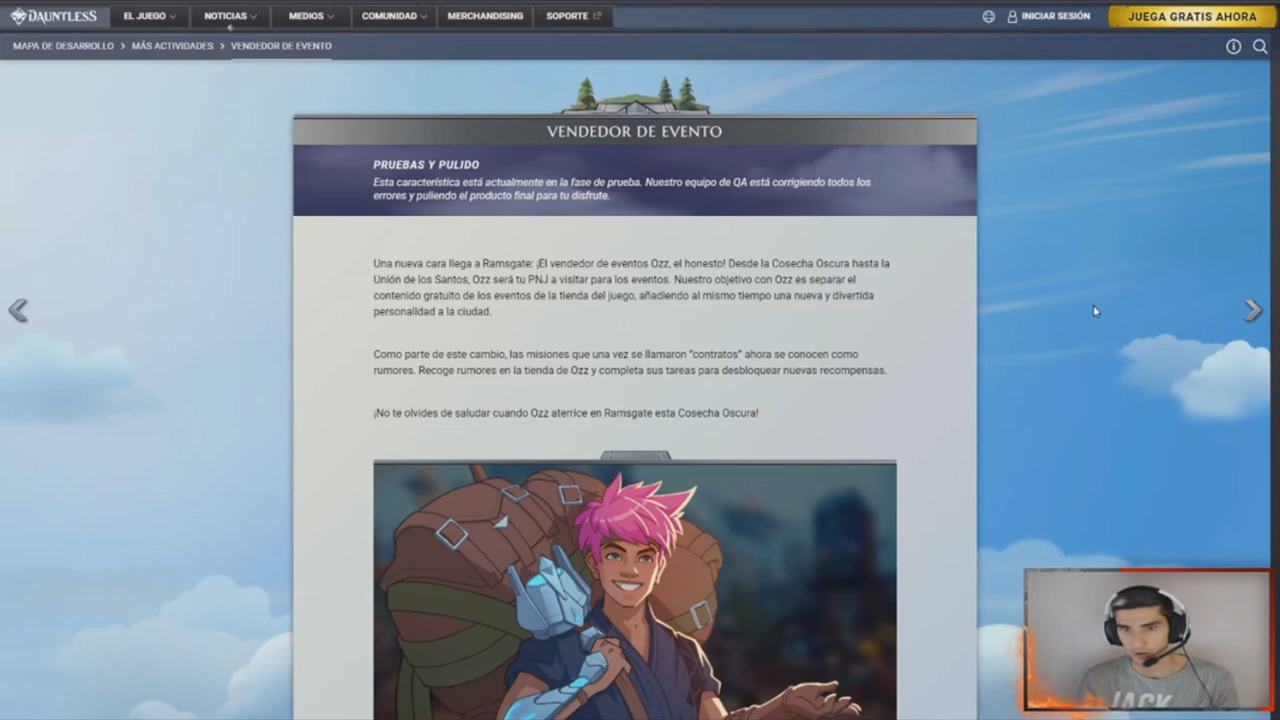 DAUNTLESS
EL JUEGO
NOTICIAS
MEDIOS
COMUNIDAD
MERCHANDISING
SOPORTE
INICIAR SESIÓN
JUEGA GRATIS AHORA
MAPA DE DESARROLLO > MÁS ACTIVIDADES > VENDEDOR DE EVENTO
VENDEDOR DE EVENTO
PRUEBAS Y PULIDO
Esta característica está actualmente en la fase de prueba. Nuestro equipo de QA está corrigiendo todos los
errores y puliendo el producto final para tu disfrute.
Una nueva cara llega a Ramsgate: ¡El vendedor de eventos Ozz, el honesto! Desde la Cosecha Oscura hasta la
Unión de los Santos, Ozz será tu PNJ a visitar para los eventos. Nuestro objetivo con Ozz es separar el
contenido gratuito de los eventos de la tienda del juego, añadiendo al mismo tiempo una nueva y divertida
personalidad a la ciudad.
Como parte de este cambio, las misiones que una vez se llamaron "contratos" ahora se conocen como
rumores. Recoge rumores en la tienda de Ozz y completa sus tareas para desbloquear nuevas recompensas.
¡No te olvides de saludar cuando Ozz aterrice en Ramsgate esta Cosecha Oscura!
JACK